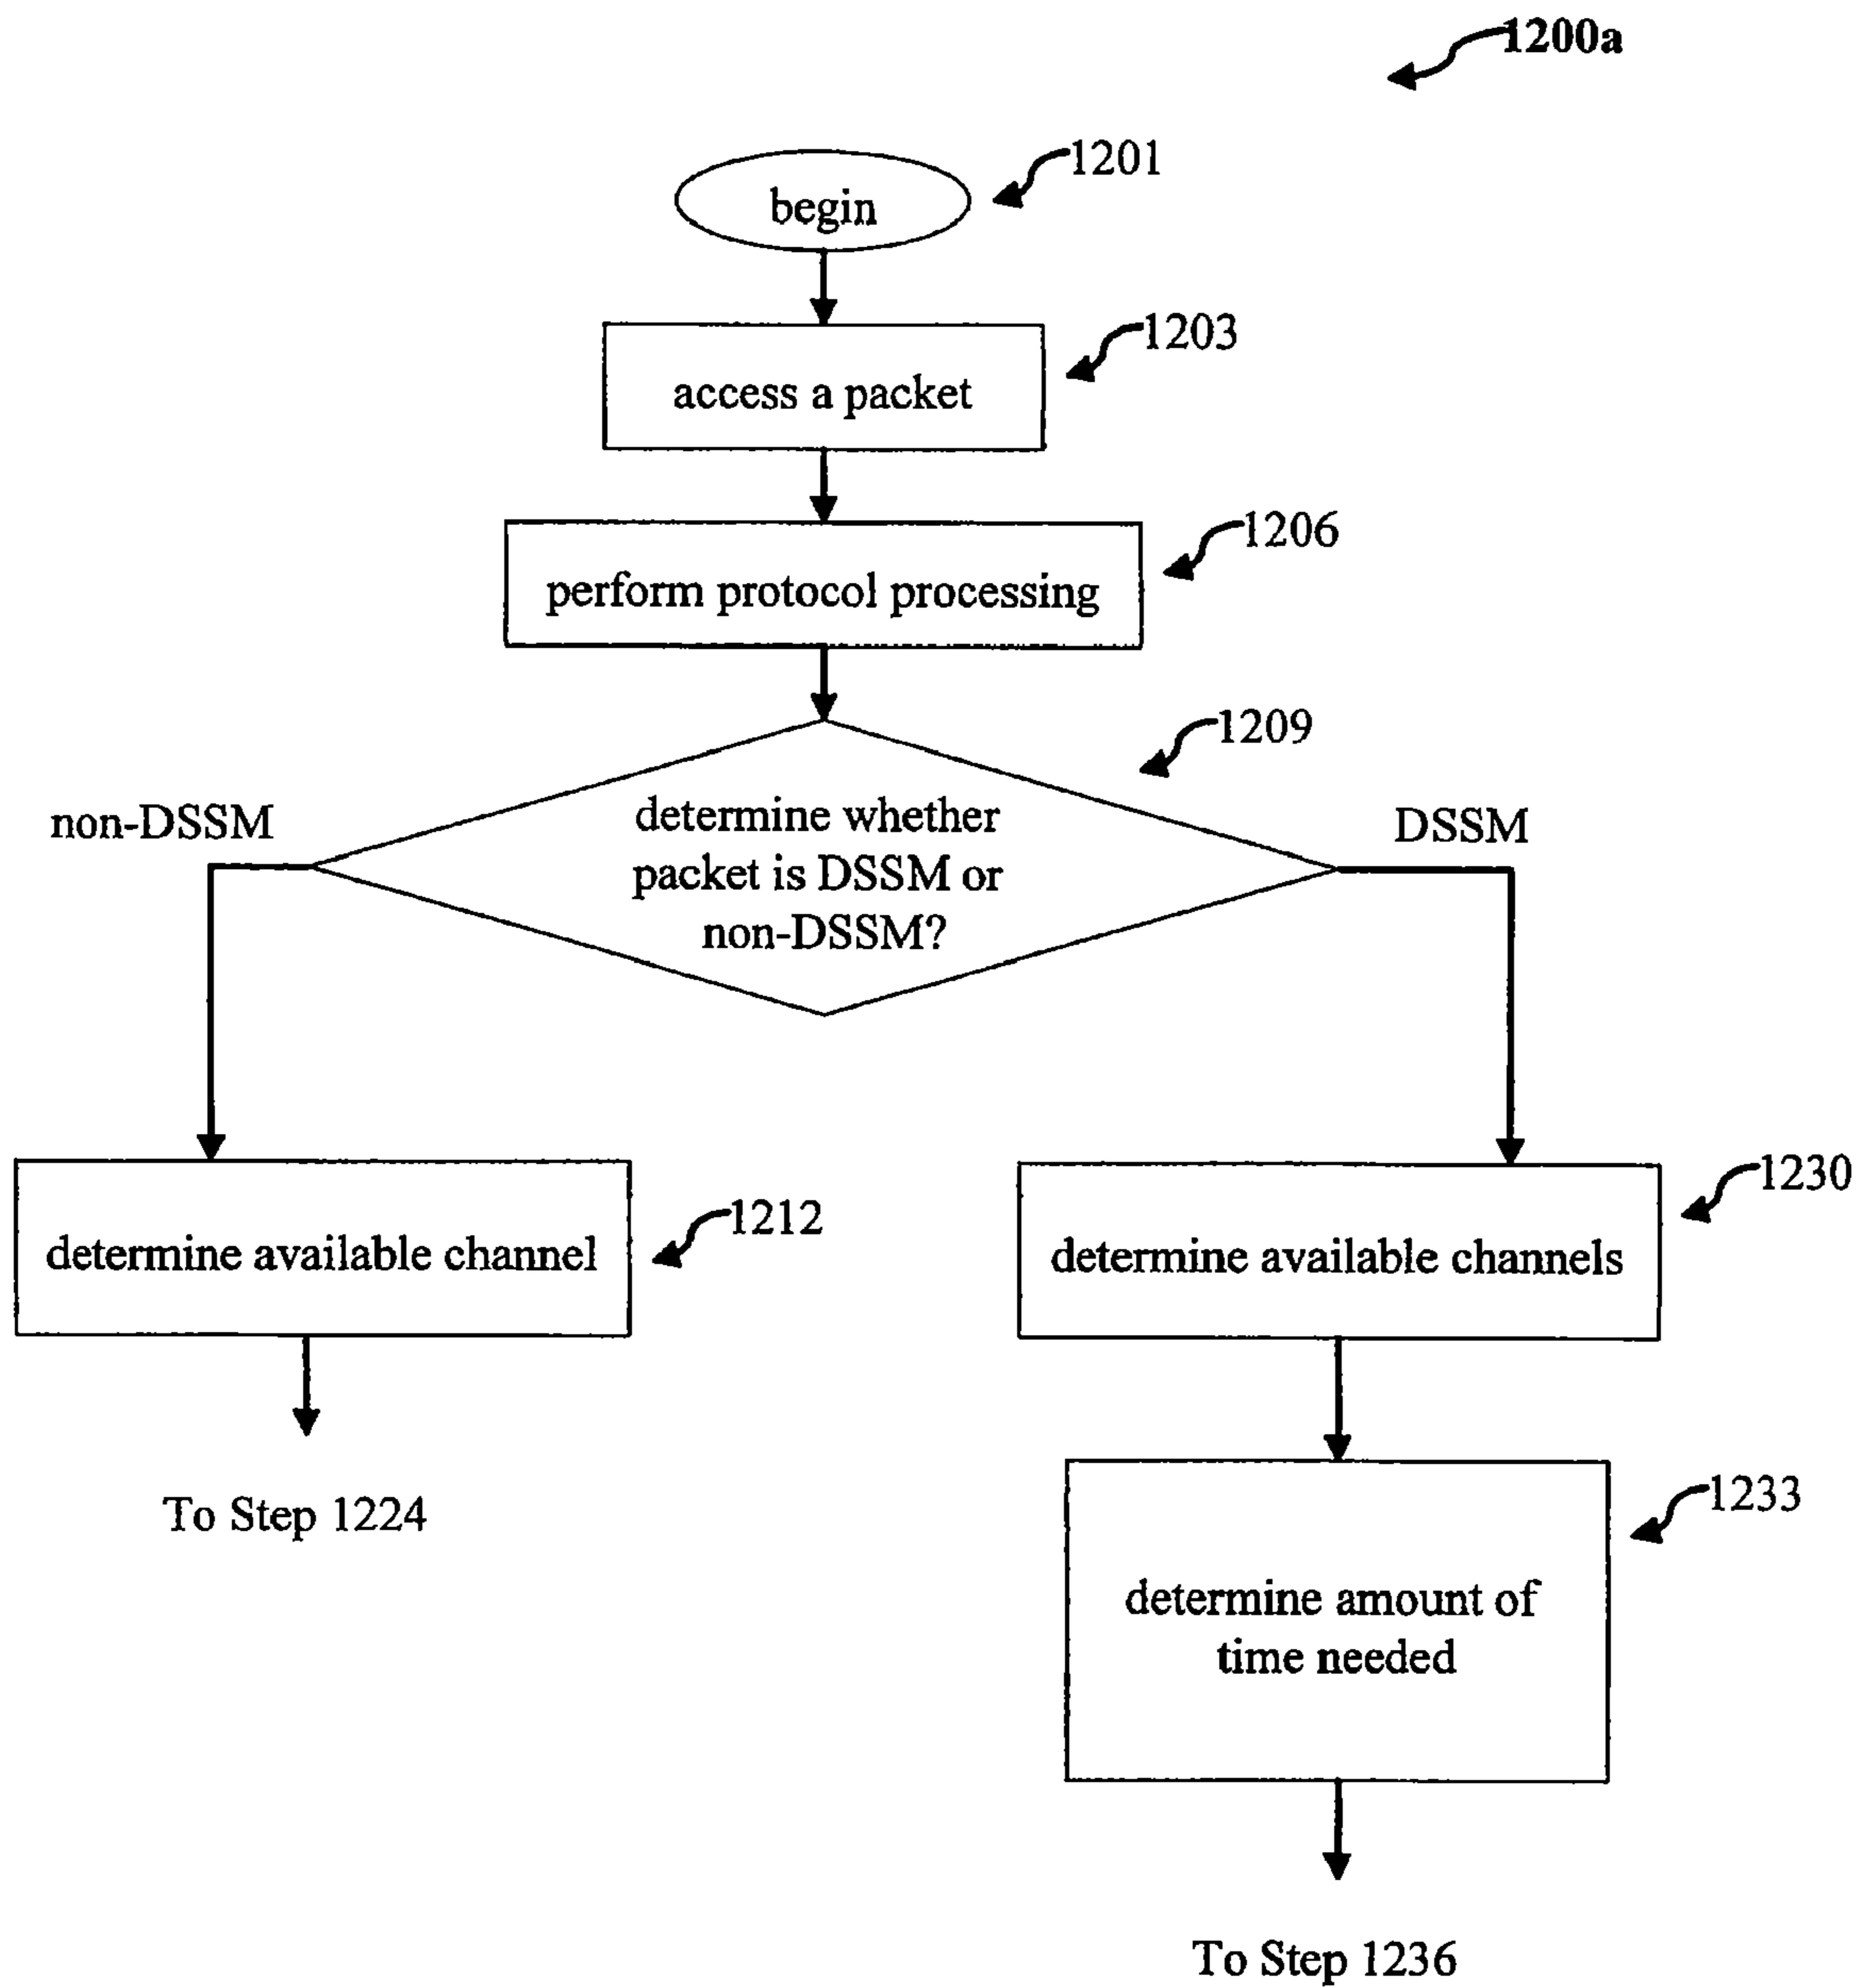 1200a
begin
1201
access a packet
1203
perform protocol processing
1206
1209
determine whether
packet is DSSM or
non-DSSM?
non-DSSM
DSSM
determine available channel
1212
determine available channels
1230
To Step 1224
determine amount of
time needed
1233
To Step 1236